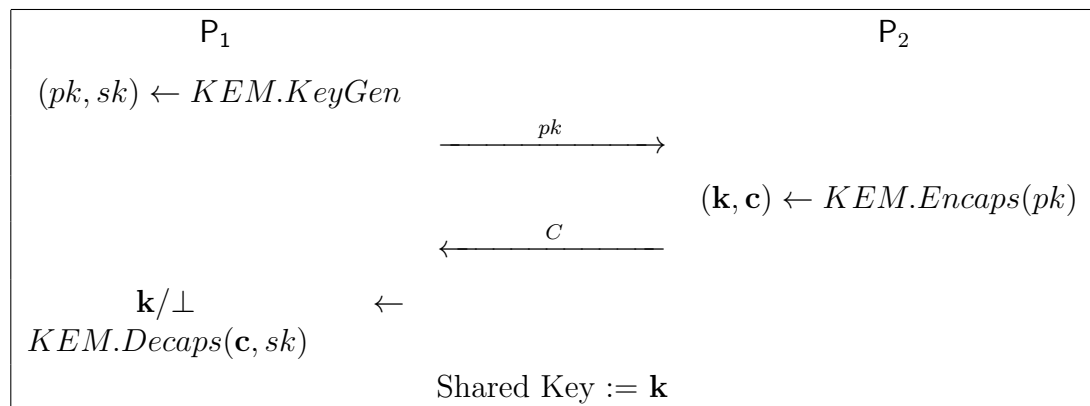 P₁ P₂
(pk, sk) ← KEM.KeyGen
pk
(k, c) ← KEM.Encaps(pk)
C
k/⊥ ←
KEM.Decaps(c, sk)
Shared Key := k